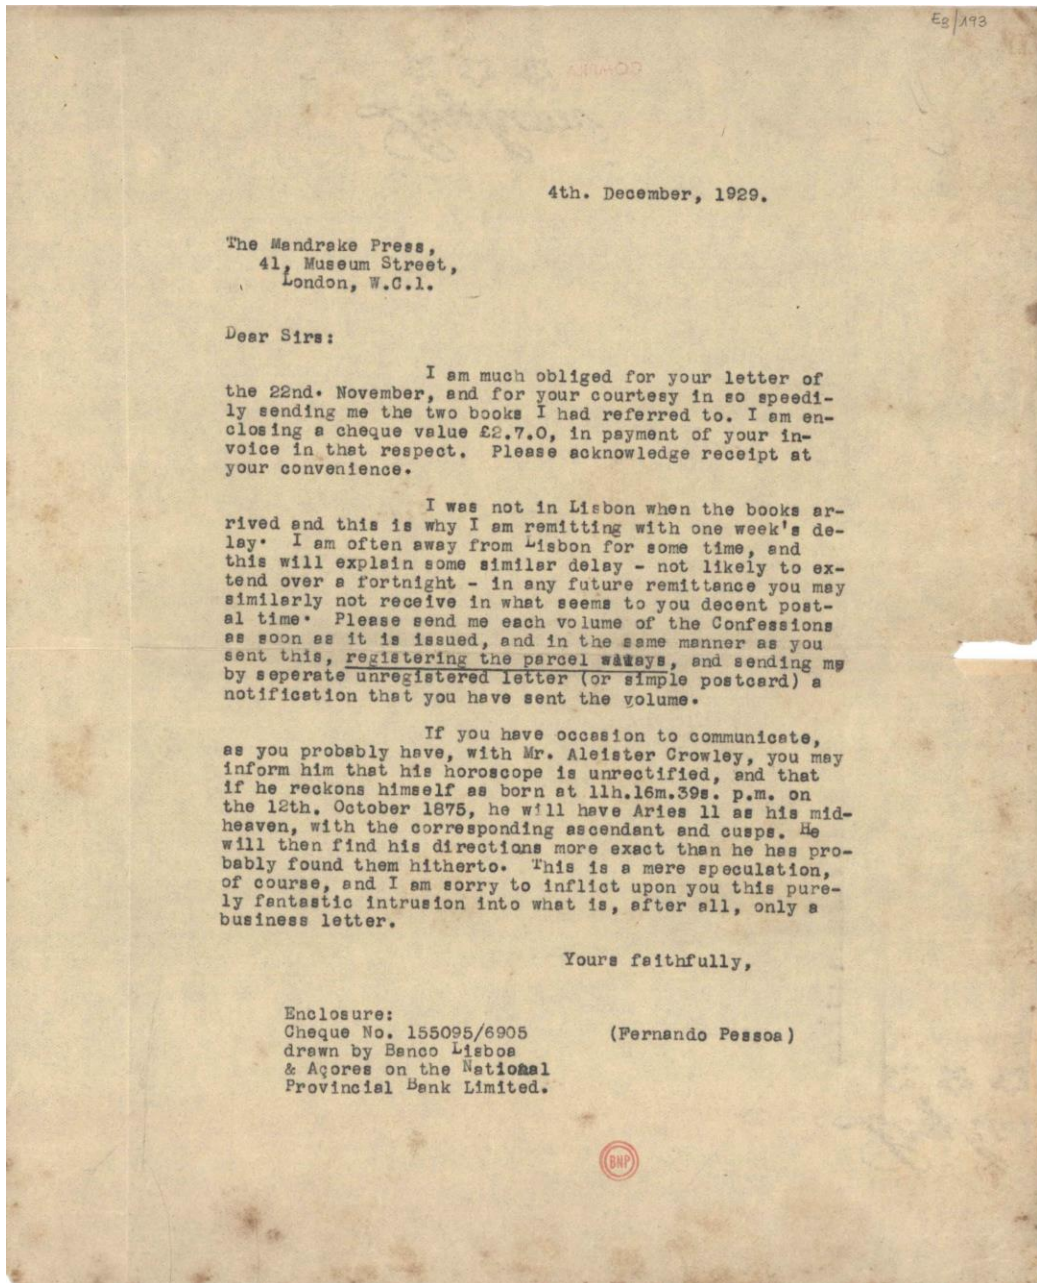 E3/193
4th. December, 1929.
The Mandrake Press,
41, Museum Street,
London, W.C.1.
Dear Sirs:
I am much obliged for your letter of
the 22nd. November, and for your courtesy in so speedi-
ly sending me the two books I had referred to. I am en-
closing a cheque value £2.7.0, in payment of your in-
voice in that respect. Please acknowledge receipt at
your convenience.
I was not in Lisbon when the books ar-
rived and this is why I am remitting with one week's de-
lay. I am often away from Lisbon for some time, and
this will explain some similar delay - not likely to ex-
tend over a fortnight - in any future remittance you may
similarly not receive in what seems to you decent post-
al time. Please send me each volume of the Confessions
as soon as it is issued, and in the same manner as you
sent this, registering the parcel always, and sending me
by seperate unregistered letter (or simple postcard) a
notification that you have sent the volume.
If you have occasion to communicate,
as you probably have, with Mr. Aleister Crowley, you may
inform him that his horoscope is unrectified, and that
if he reckons himself as born at 11h.16m.39s. p.m. on
the 12th. October 1875, he will have Aries 11 as his mid-
heaven, with the corresponding ascendant and cusps. He
will then find his directions more exact than he has pro-
bably found them hitherto. This is a mere speculation,
of course, and I am sorry to inflict upon you this pure-
ly fantastic intrusion into what is, after all, only a
business letter.
Yours faithfully,
Enclosure:
Cheque No. 155095/6905 (Fernando Pessoa)
drawn by Banco Lisboa
& Açores on the National
Provincial Bank Limited.
BNP